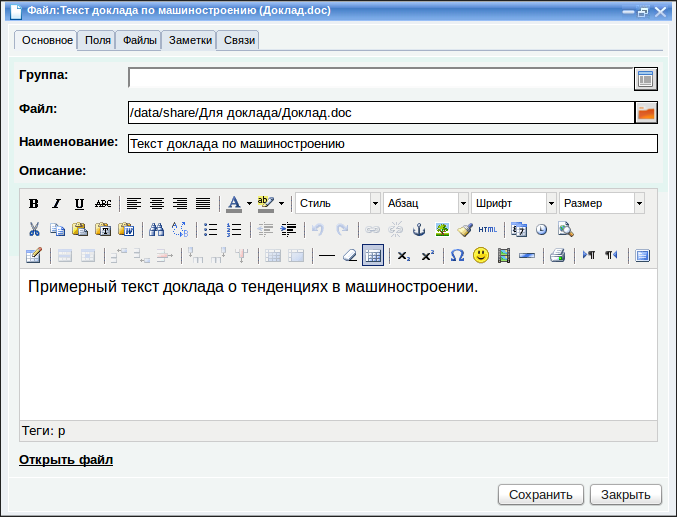 Файл:Текст доклада по машиностроению (Доклад.doc)
Основное Поля Файлы Заметки Связи
Группа:
Файл: /data/share/Для доклада/Доклад.doc
Наименование: Текст доклада по машиностроению
Описание:
B I U ABC A ab Стиль Абзац Шрифт Размер
HTML
Примерный текст доклада о тенденциях в машиностроении.
Теги: p
Открыть файл
Сохранить Закрыть